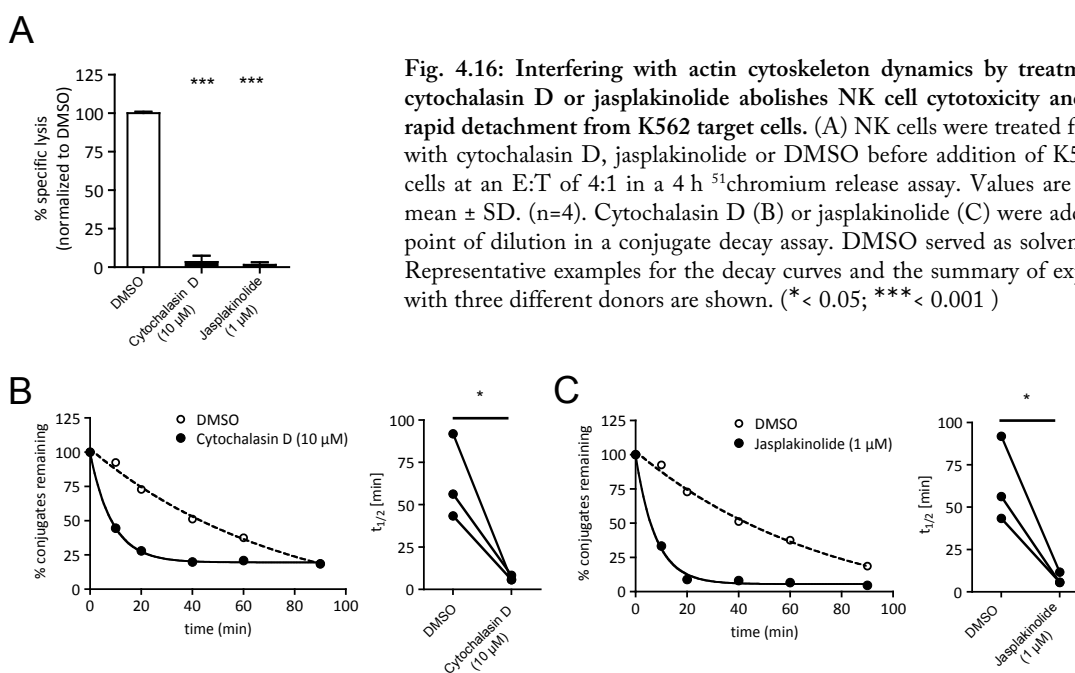 A
% specific lysis
(normalized to DMSO)
125
100
75
50
25
0
*** ***
DMSO
Cytochalasin D
(10 µM)
Jasplakinolide
(1 µM)
Fig. 4.16: Interfering with actin cytoskeleton dynamics by treatm
cytochalasin D or jasplakinolide abolishes NK cell cytotoxicity and
rapid detachment from K562 target cells. (A) NK cells were treated f
with cytochalasin D, jasplakinolide or DMSO before addition of K5
cells at an E:T of 4:1 in a 4 h ⁵¹chromium release assay. Values are
mean ± SD. (n=4). Cytochalasin D (B) or jasplakinolide (C) were add
point of dilution in a conjugate decay assay. DMSO served as solven
Representative examples for the decay curves and the summary of exp
with three different donors are shown. (*< 0.05; ***< 0.001 )
B
% conjugates remaining
125
100
75
50
25
0
0 20 40 60 80 100
time (min)
DMSO
Cytochalasin D (10 µM)
t1/2 [min]
100
75
50
25
0
*
DMSO
Cytochalasin D
(10 µM)
C
% conjugates remaining
125
100
75
50
25
0
0 20 40 60 80 100
time (min)
DMSO
Jasplakinolide (1 µM)
t1/2 [min]
100
75
50
25
0
*
DMSO
Jasplakinolide
(1 µM)